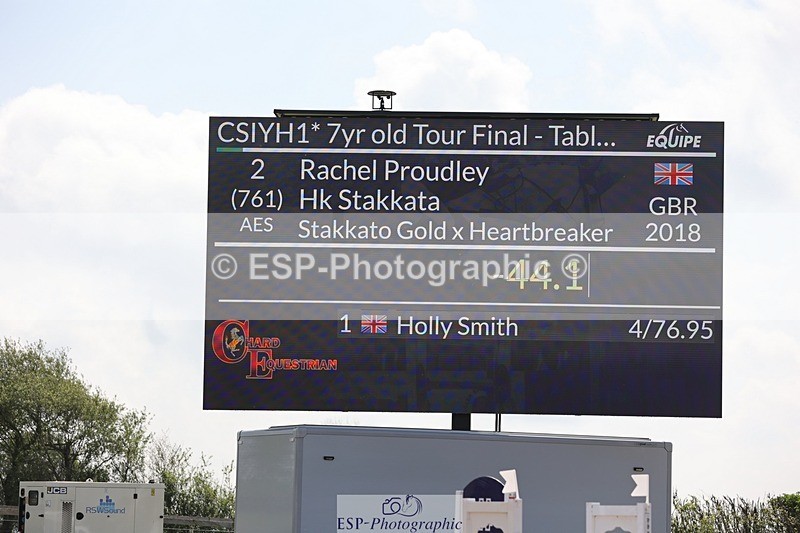 CSIYH1* 7yr old Tour Final - Tabl...
EQUIPE
2 Rachel Proudley
(761) Hk Stakkata GBR
AES Stakkato Gold x Heartbreaker 2018
-44.1
© ESP-Photographic ©
1 Holly Smith 4/76.95
CHARD
EQUESTRIAN
JCB
RSWSound
ESP-Photographic